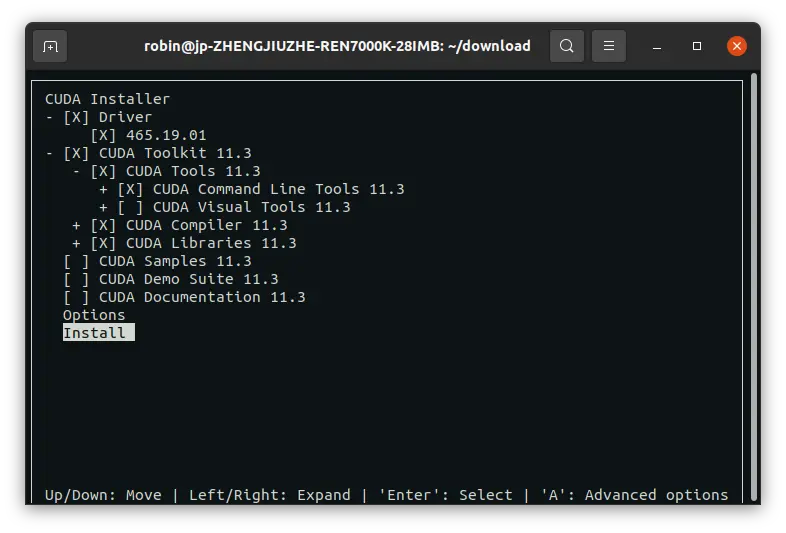 robin@jp-ZHENGJIUZHE-REN7000K-28IMB: ~/download
CUDA Installer
- [X] Driver
     [X] 465.19.01
- [X] CUDA Toolkit 11.3
   - [X] CUDA Tools 11.3
      + [X] CUDA Command Line Tools 11.3
      + [ ] CUDA Visual Tools 11.3
   + [X] CUDA Compiler 11.3
   + [X] CUDA Libraries 11.3
  [ ] CUDA Samples 11.3
  [ ] CUDA Demo Suite 11.3
  [ ] CUDA Documentation 11.3
  Options
  Install
Up/Down: Move | Left/Right: Expand | 'Enter': Select | 'A': Advanced options